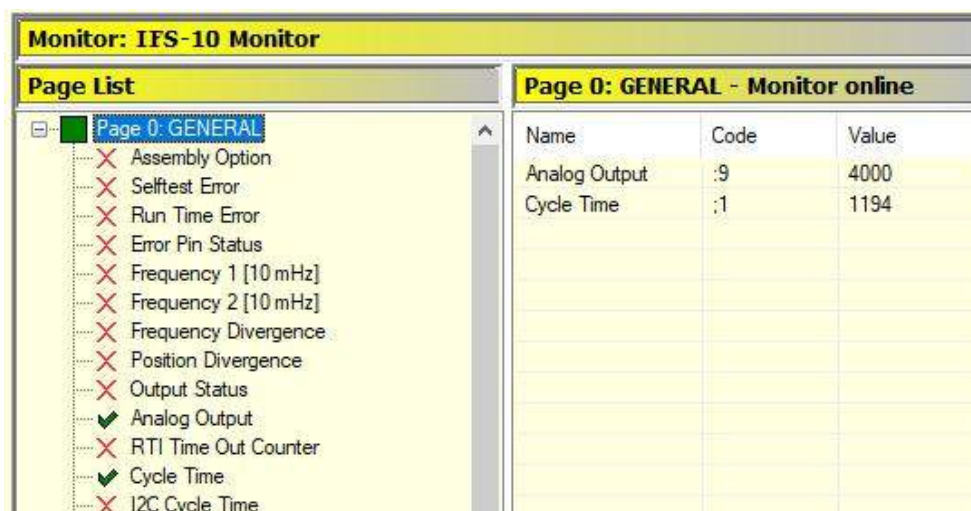 Monitor: IFS-10 Monitor
Page List
Page 0: GENERAL
Assembly Option
Selftest Error
Run Time Error
Error Pin Status
Frequency 1 [10 mHz]
Frequency 2 [10 mHz]
Frequency Divergence
Position Divergence
Output Status
Analog Output
RTI Time Out Counter
Cycle Time
I2C Cycle Time
Page 0: GENERAL - Monitor online
Name Code Value
Analog Output :9 4000
Cycle Time ;1 1194